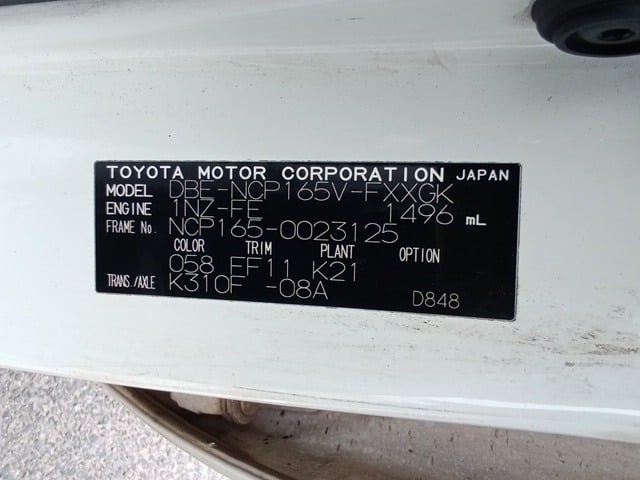 TOYOTA MOTOR CORPORATION JAPAN
MODEL DBE-NCP165V-FXXGK
ENGINE 1NZ-FE 1496 mL
FRAME No. NCP165-0023125
COLOR TRIM PLANT OPTION
058 FF11 K21
TRANS./AXLE K310F -08A D848